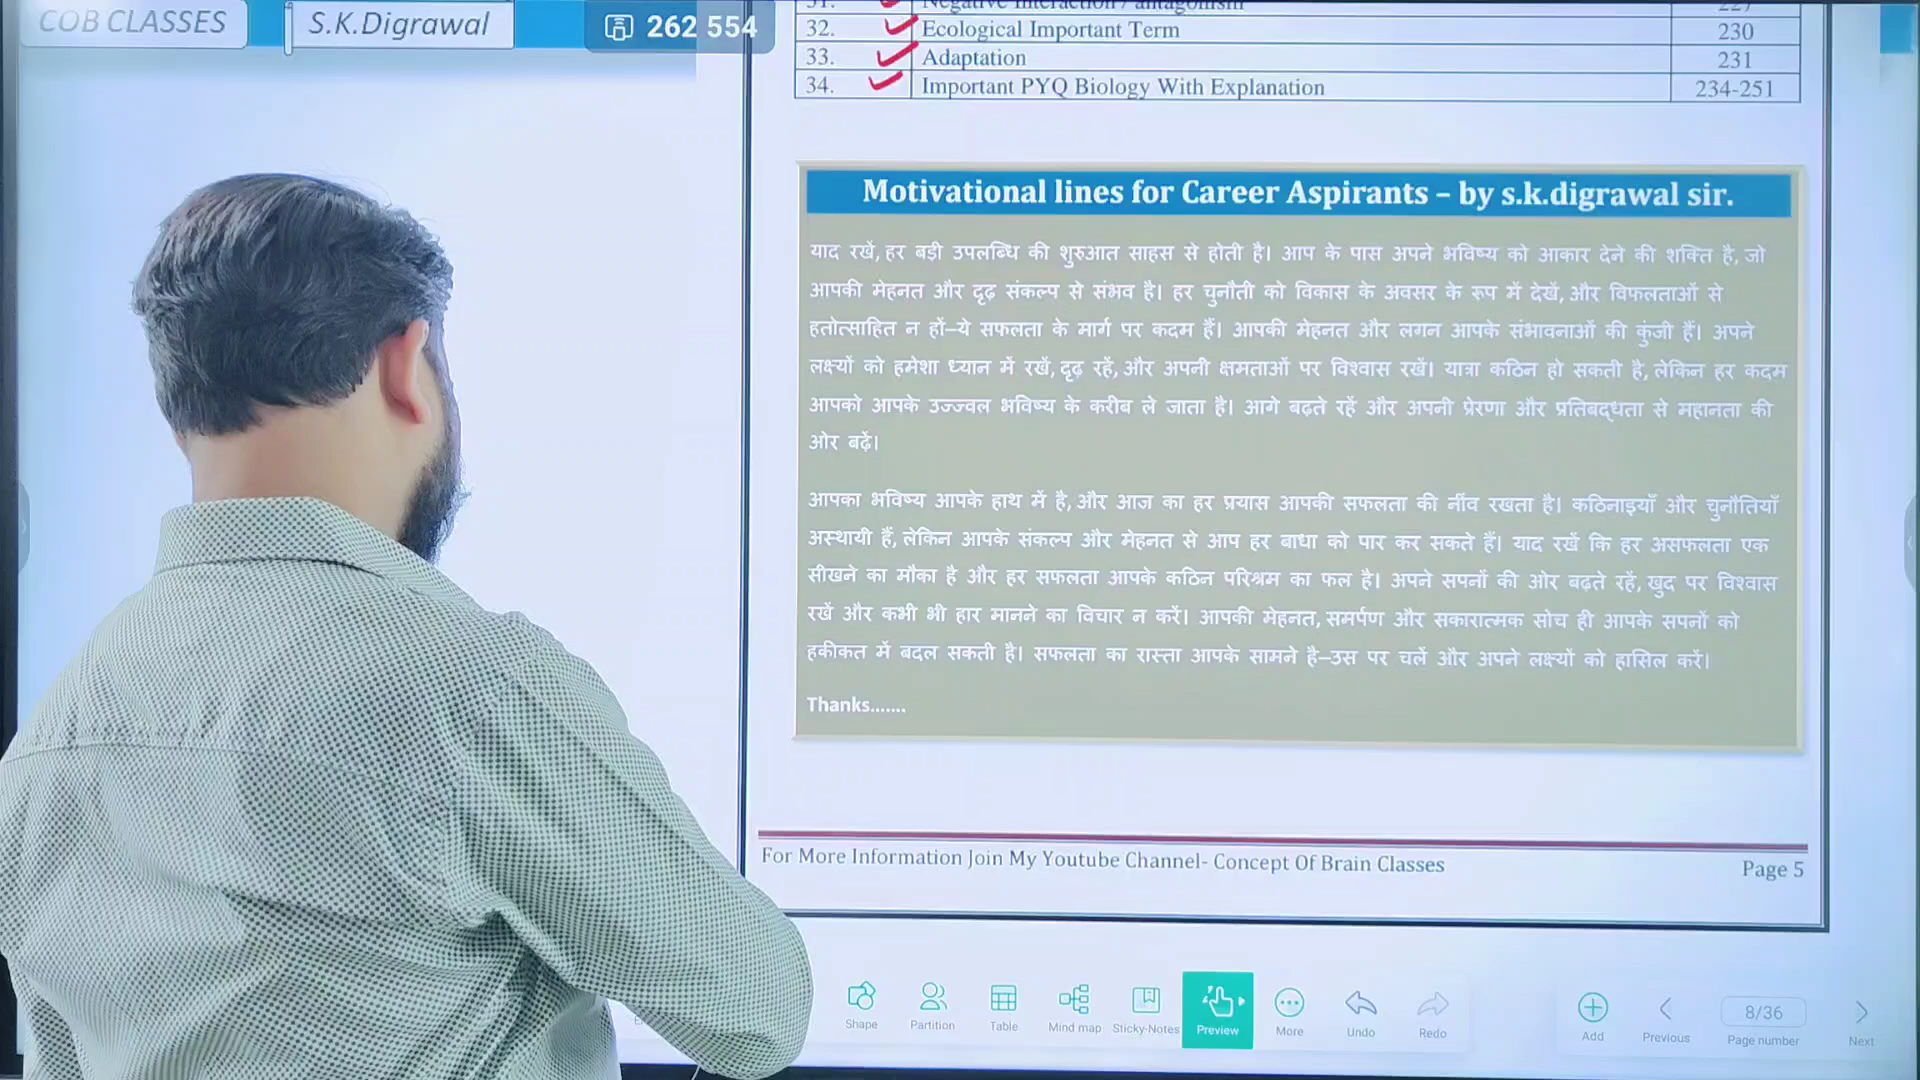 COB CLASSES
S.K.Digrawal
262 554
31. Negative Interaction / antagonism 227
32. Ecological Important Term 230
33. Adaptation 231
34. Important PYQ Biology With Explanation 234-251
Motivational lines for Career Aspirants – by s.k.digrawal sir.
याद रखें, हर बड़ी उपलब्धि की शुरुआत साहस से होती है। आप के पास अपने भविष्य को आकार देने की शक्ति है, जो
आपकी मेहनत और दृढ़ संकल्प से संभव है। हर चुनौती को विकास के अवसर के रूप में देखें, और विफलताओं से
हतोत्साहित न हों—ये सफलता के मार्ग पर कदम हैं। आपकी मेहनत और लगन आपके संभावनाओं की कुंजी हैं। अपने
लक्ष्यों को हमेशा ध्यान में रखें, दृढ़ रहें, और अपनी क्षमताओं पर विश्वास रखें। यात्रा कठिन हो सकती है, लेकिन हर कदम
आपको आपके उज्ज्वल भविष्य के करीब ले जाता है। आगे बढ़ते रहें और अपनी प्रेरणा और प्रतिबद्धता से महानता की
ओर बढ़ें।
आपका भविष्य आपके हाथ में है, और आज का हर प्रयास आपकी सफलता की नींव रखता है। कठिनाइयाँ और चुनौतियाँ
अस्थायी हैं, लेकिन आपके संकल्प और मेहनत से आप हर बाधा को पार कर सकते हैं। याद रखें कि हर असफलता एक
सीखने का मौका है और हर सफलता आपके कठिन परिश्रम का फल है। अपने सपनों की ओर बढ़ते रहें, खुद पर विश्वास
रखें और कभी भी हार मानने का विचार न करें। आपकी मेहनत, समर्पण और सकारात्मक सोच ही आपके सपनों को
हकीकत में बदल सकती है। सफलता का रास्ता आपके सामने है—उस पर चलें और अपने लक्ष्यों को हासिल करें।
Thanks.......
For More Information Join My Youtube Channel- Concept Of Brain Classes Page 5
Shape Partition Table Mind map Sticky-Notes Preview More Undo Redo Add Previous 8/36 Page number Next